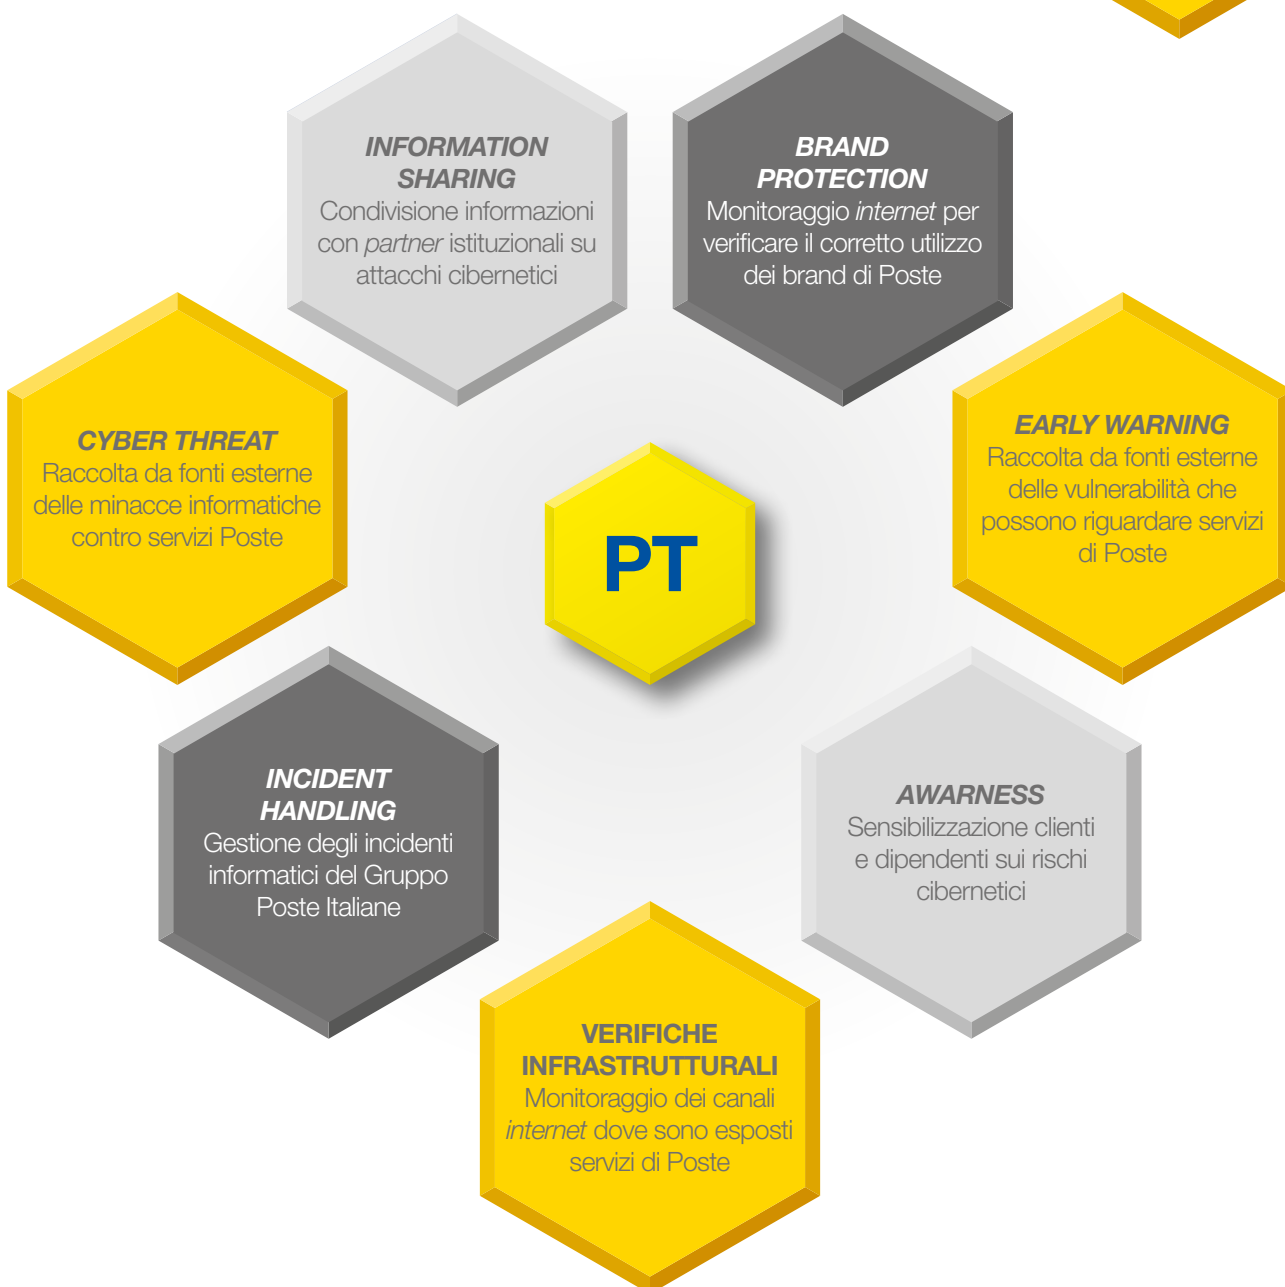 INFORMATION
SHARING
Condivisione informazioni
con partner istituzionali su
attacchi cibernetici
BRAND
PROTECTION
Monitoraggio internet per
verificare il corretto utilizzo
dei brand di Poste
CYBER THREAT
Raccolta da fonti esterne
delle minacce informatiche
contro servizi Poste
EARLY WARNING
Raccolta da fonti esterne
delle vulnerabilità che
possono riguardare servizi
di Poste
PT
INCIDENT
HANDLING
Gestione degli incidenti
informatici del Gruppo
Poste Italiane
AWARNESS
Sensibilizzazione clienti
e dipendenti sui rischi
cibernetici
VERIFICHE
INFRASTRUTTURALI
Monitoraggio dei canali
internet dove sono esposti
servizi di Poste